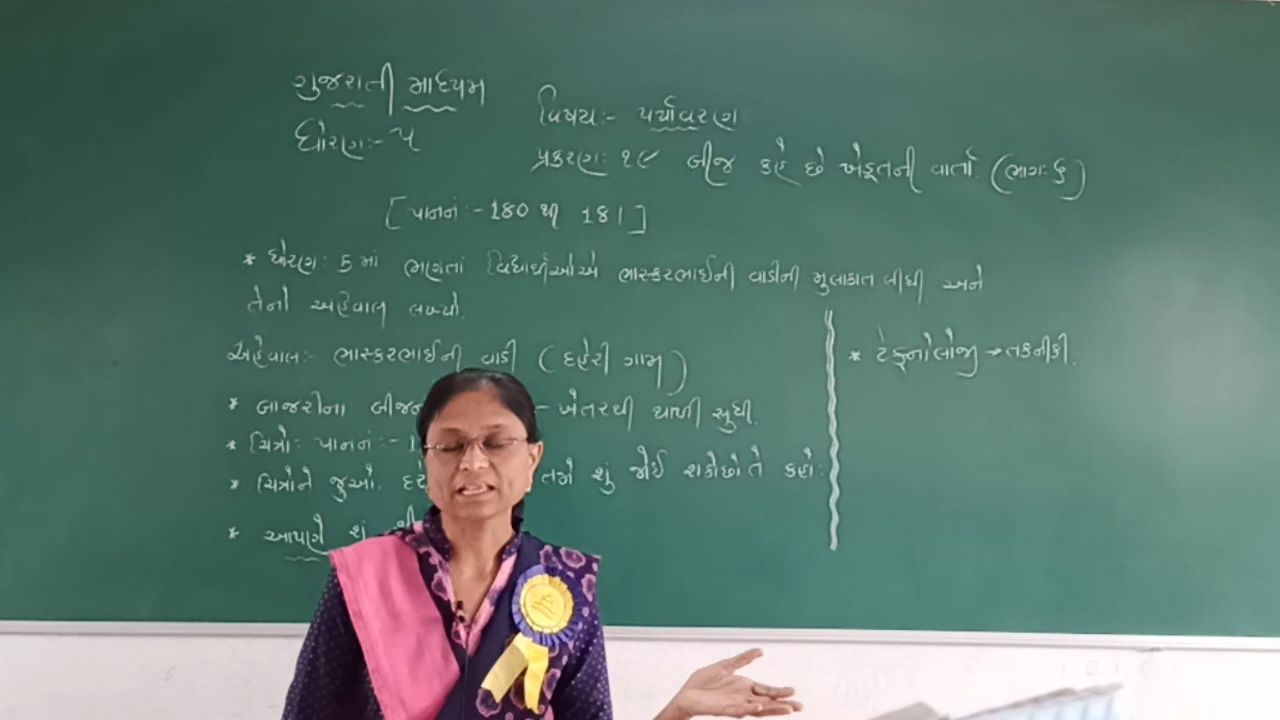 ગુજરાતી માધ્યમ
ધોરણ:- ૫
વિષય:- પર્યાવરણ
પ્રકરણ: ૧૯ બીજ કહે છે ખેડૂતની વાર્તા. (ભાગ: ૬)
[પાનનં:- 180 થી 181]
* ધોરણ: 5 માં ભણતાં વિદ્યાર્થીઓએ ભાસ્કરભાઈની વાડીની મુલાકાત લીધી અને
તેનો અહેવાલ લખ્યો.
અહેવાલ:- ભાસ્કરભાઈની વાડી (દહેરી ગામ)
* બાજરીના - ખેતરથી થાળી સુધી.
* ચિત્રો: પાનનં:-
* ચિત્રોને જુઓ. તમે શું જોઈ શકોછો તે કહો:
* આપણે શું
* ટેક્નોલોજી → તકનીકી.